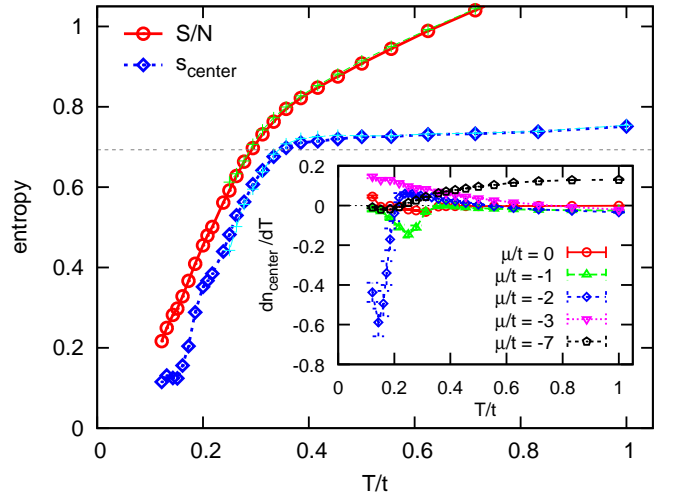 S/N
s_center
entropy
1
0.8
0.6
0.4
0.2
0
0 0.2 0.4 0.6 0.8 1
T/t
dn_center/dT
0.2
0
-0.2
-0.4
-0.6
-0.8
μ/t = 0
μ/t = -1
μ/t = -2
μ/t = -3
μ/t = -7
0 0.2 0.4 0.6 0.8 1
T/t